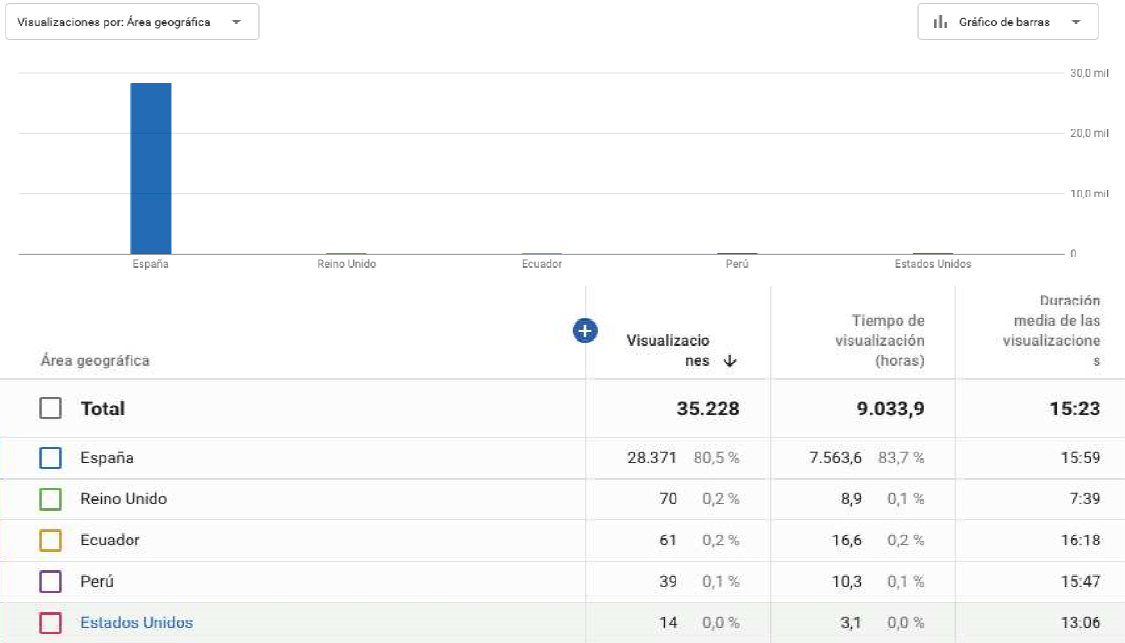 Visualizaciones por: Área geográfica
Gráfico de barras
30,0 mil
20,0 mil
10,0 mil
0
España
Reino Unido
Ecuador
Perú
Estados Unidos
Área geográfica
Visualizacio
nes
Tiempo de
visualización
(horas)
Duración
media de las
visualizacione
s
Total 35.228 9.033,9 15:23
España 28.371 80,5 % 7.563,6 83,7 % 15:59
Reino Unido 70 0,2 % 8,9 0,1 % 7:39
Ecuador 61 0,2 % 16,6 0,2 % 16:18
Perú 39 0,1 % 10,3 0,1 % 15:47
Estados Unidos 14 0,0 % 3,1 0,0 % 13:06